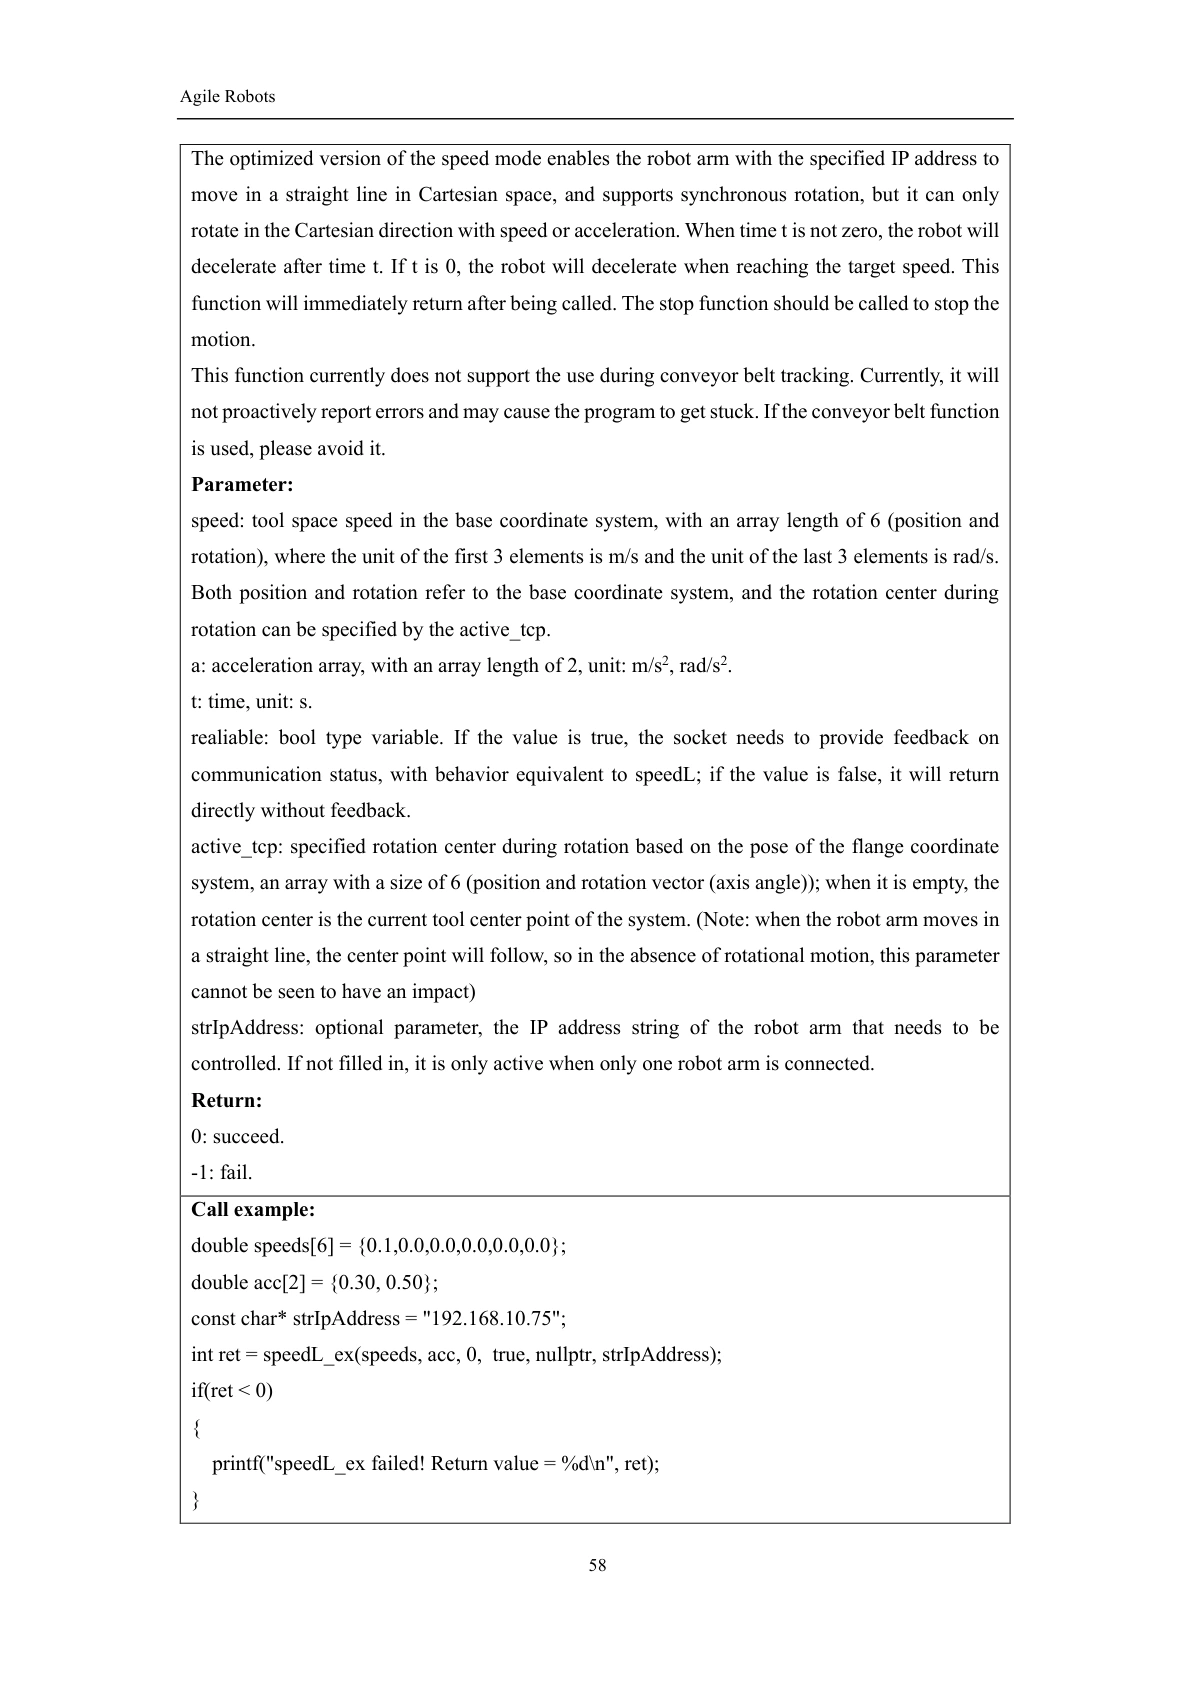 Agile Robots
The optimized version of the speed mode enables the robot arm with the specified IP address to
move in a straight line in Cartesian space, and supports synchronous rotation, but it can only
rotate in the Cartesian direction with speed or acceleration. When time t is not zero, the robot will
decelerate after time t. If t is 0, the robot will decelerate when reaching the target speed. This
function will immediately return after being called. The stop function should be called to stop the
motion.
This function currently does not support the use during conveyor belt tracking. Currently, it will
not proactively report errors and may cause the program to get stuck. If the conveyor belt function
is used, please avoid it.
Parameter:
speed: tool space speed in the base coordinate system, with an array length of 6 (position and
rotation), where the unit of the first 3 elements is m/s and the unit of the last 3 elements is rad/s.
Both position and rotation refer to the base coordinate system, and the rotation center during
rotation can be specified by the active_tcp.
a: acceleration array, with an array length of 2, unit: m/s², rad/s².
t: time, unit: s.
realiable: bool type variable. If the value is true, the socket needs to provide feedback on
communication status, with behavior equivalent to speedL; if the value is false, it will return
directly without feedback.
active_tcp: specified rotation center during rotation based on the pose of the flange coordinate
system, an array with a size of 6 (position and rotation vector (axis angle)); when it is empty, the
rotation center is the current tool center point of the system. (Note: when the robot arm moves in
a straight line, the center point will follow, so in the absence of rotational motion, this parameter
cannot be seen to have an impact)
strIpAddress: optional parameter, the IP address string of the robot arm that needs to be
controlled. If not filled in, it is only active when only one robot arm is connected.
Return:
0: succeed.
-1: fail.
Call example:
double speeds[6] = {0.1,0.0,0.0,0.0,0.0,0.0};
double acc[2] = {0.30, 0.50};
const char* strIpAddress = "192.168.10.75";
int ret = speedL_ex(speeds, acc, 0,  true, nullptr, strIpAddress);
if(ret < 0)
{
printf("speedL_ex failed! Return value = %d\n", ret);
}
58